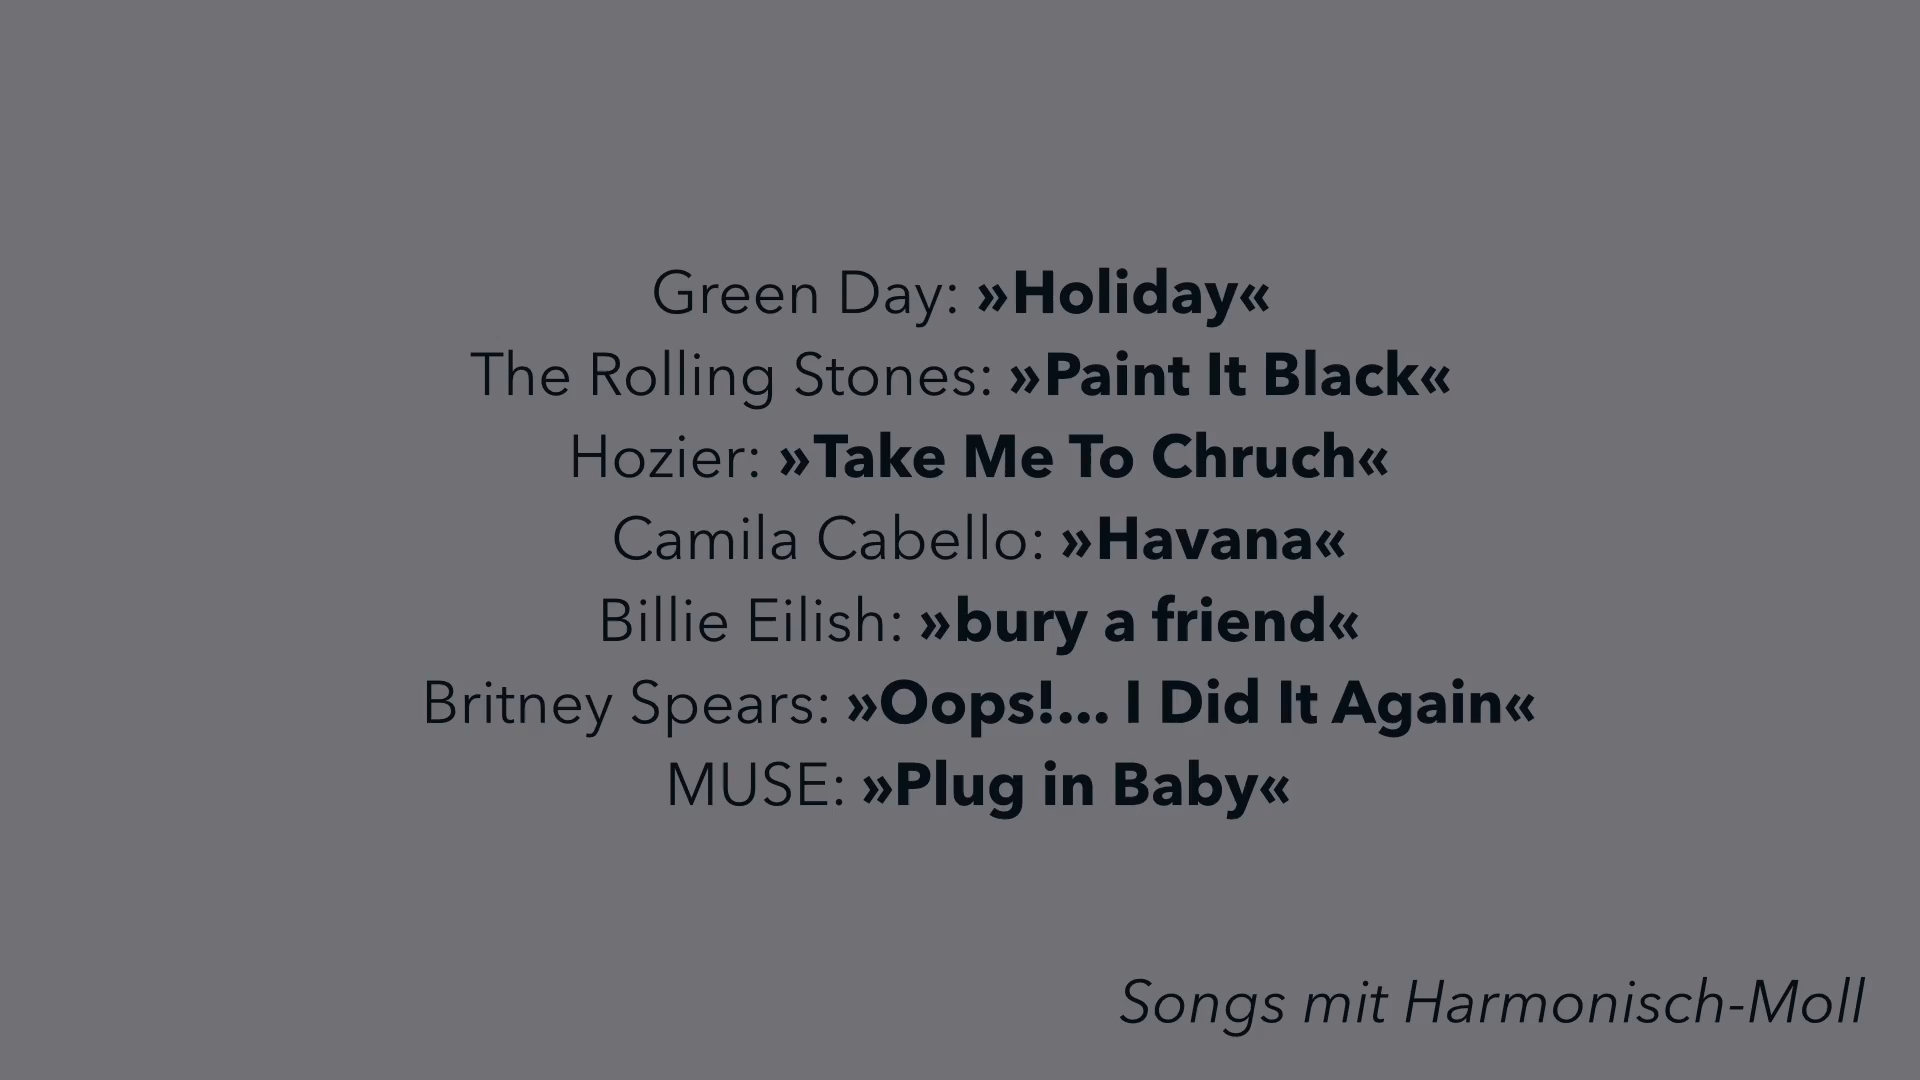 Green Day: »Holiday«
The Rolling Stones: »Paint It Black«
Hozier: »Take Me To Chruch«
Camila Cabello: »Havana«
Billie Eilish: »bury a friend«
Britney Spears: »Oops!... I Did It Again«
MUSE: »Plug in Baby«
Songs mit Harmonisch-Moll